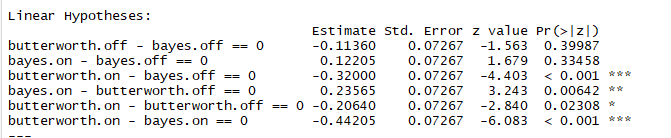 Linear Hypotheses:
Estimate Std. Error z value Pr(>|z|)
butterworth.off - bayes.off == 0 -0.11360 0.07267 -1.563 0.39987
bayes.on - bayes.off == 0 0.12205 0.07267 1.679 0.33458
butterworth.on - bayes.off == 0 -0.32000 0.07267 -4.403 < 0.001 ***
bayes.on - butterworth.off == 0 0.23565 0.07267 3.243 0.00642 **
butterworth.on - butterworth.off == 0 -0.20640 0.07267 -2.840 0.02308 *
butterworth.on - bayes.on == 0 -0.44205 0.07267 -6.083 < 0.001 ***
---